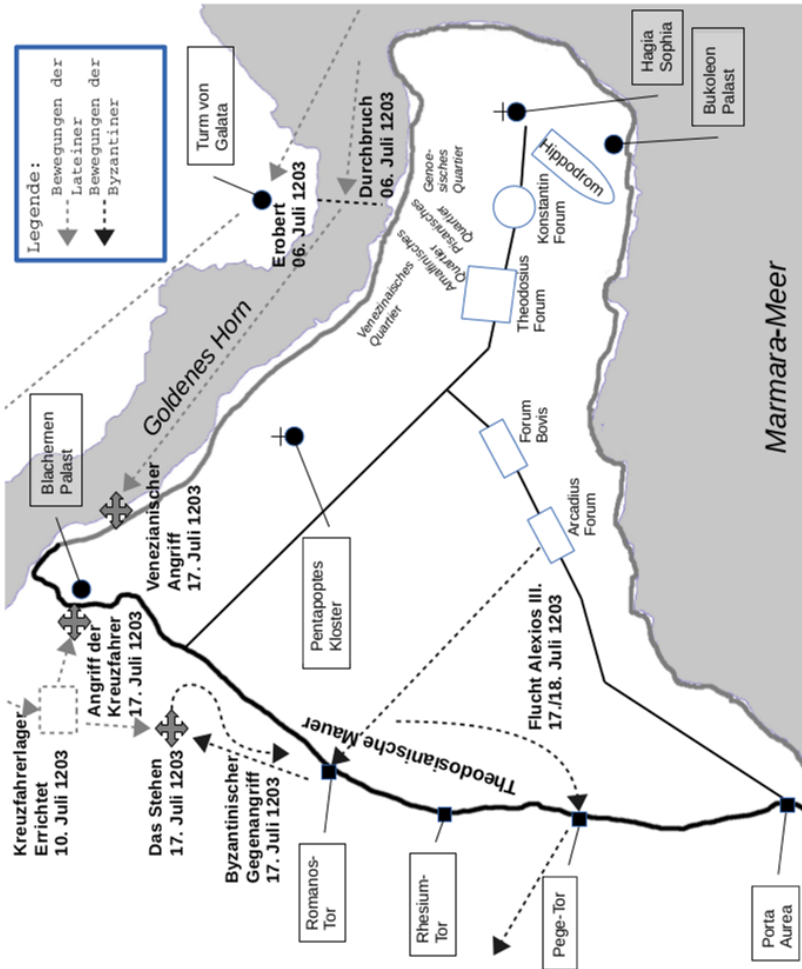 Legende:
Bewegungen der
Lateiner
Bewegungen der
Byzantiner
Turm von
Galata
Erobert
06. Juli 1203
Durchbruch
06. Juli 1203
Hagia
Sophia
Bukoleon
Palast
Goldenes Horn
Blachernen
Palast
Venezianischer
Angriff
17. Juli 1203
Kreuzfahrerlager
Errichtet
10. Juli 1203
Angriff der
Kreuzfahrer
17. Juli 1203
Das Stehen
17. Juli 1203
Byzantinischer
Gegenangriff
17. Juli 1203
Venezinaisches
Quartier
Amalfinisches
Quartier
Pisanisches
Quartier
Genoe-
sisches
Quartier
Hippodrom
Konstantin
Forum
Theodosius
Forum
Forum
Bovis
Arcadius
Forum
Pentapoptes
Kloster
Flucht Alexios III.
17./18. Juli 1203
Theodosianische,Mauer
Romanos-
Tor
Rhesium-
Tor
Pege-Tor
Porta
Aurea
Marmara-Meer